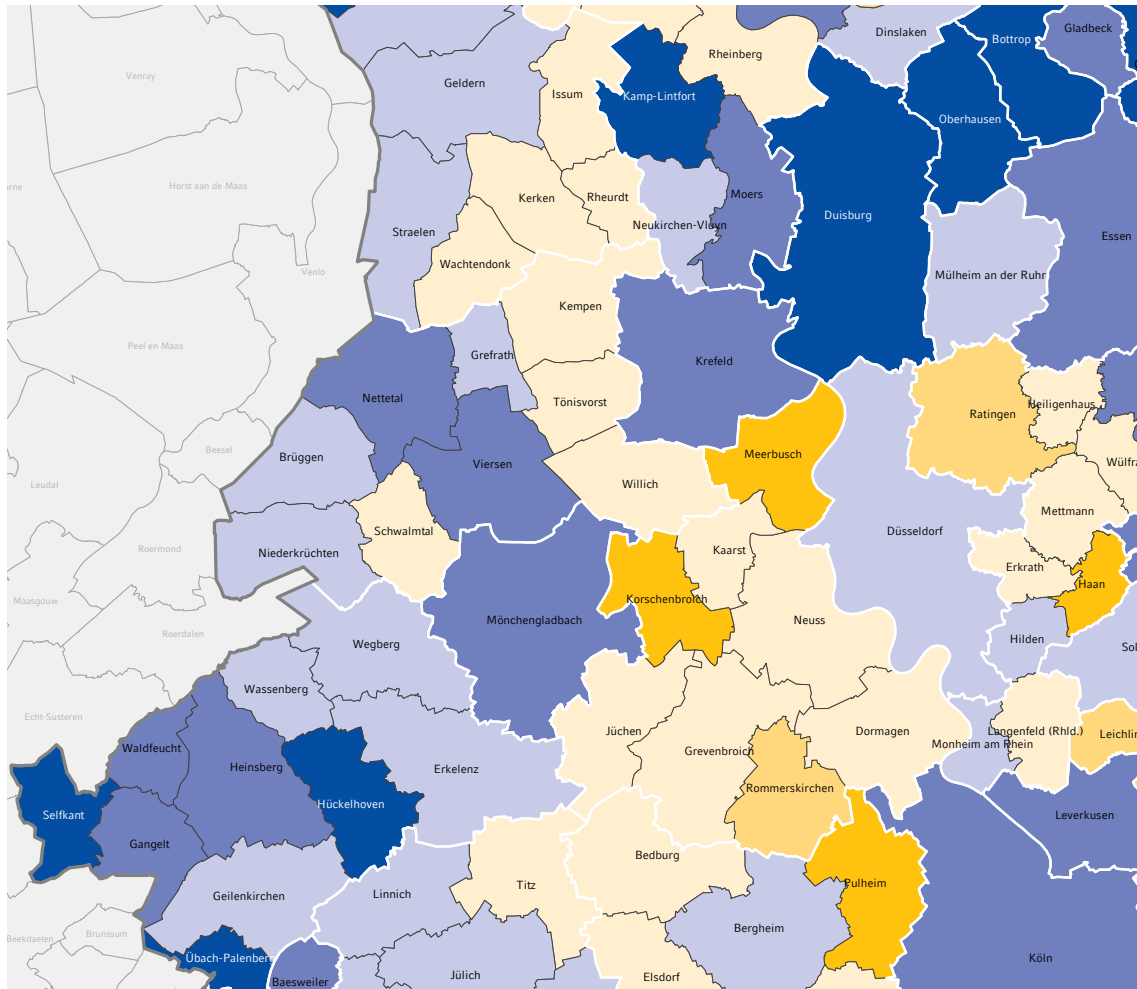 Dinslaken
Gladbeck
Bottrop
Rheinberg
Venray
Geldern
Issum
Kamp-Lintfort
Oberhausen
Horst aan de Maas
Kerken
Rheurdt
Moers
Duisburg
Neukirchen-Vluyn
Straelen
Essen
Wachtendonk
Venlo
Mülheim an der Ruhr
Kempen
Peel en Maas
Grefrath
Krefeld
Nettetal
Tönisvorst
Heiligenhaus
Ratingen
Beesel
Brüggen
Meerbusch
Viersen
Leudal
Willich
Mettmann
Schwalmtal
Düsseldorf
Roermond
Niederkrüchten
Kaarst
Erkrath
Haan
Maasgouw
Korschenbroich
Roerdalen
Mönchengladbach
Neuss
Hilden
Wegberg
Wassenberg
Echt-Susteren
Jüchen
Dormagen
Langenfeld (Rhld.)
Waldfeucht
Grevenbroich
Monheim am Rhein
Heinsberg
Erkelenz
Rommerskirchen
Hückelhoven
Selfkant
Leverkusen
Gangelt
Bedburg
Pulheim
Titz
Linnich
Geilenkirchen
Bergheim
Brunssum
Beekdaelen
Übach-Palenberg
Köln
Jülich
Elsdorf
Baesweiler